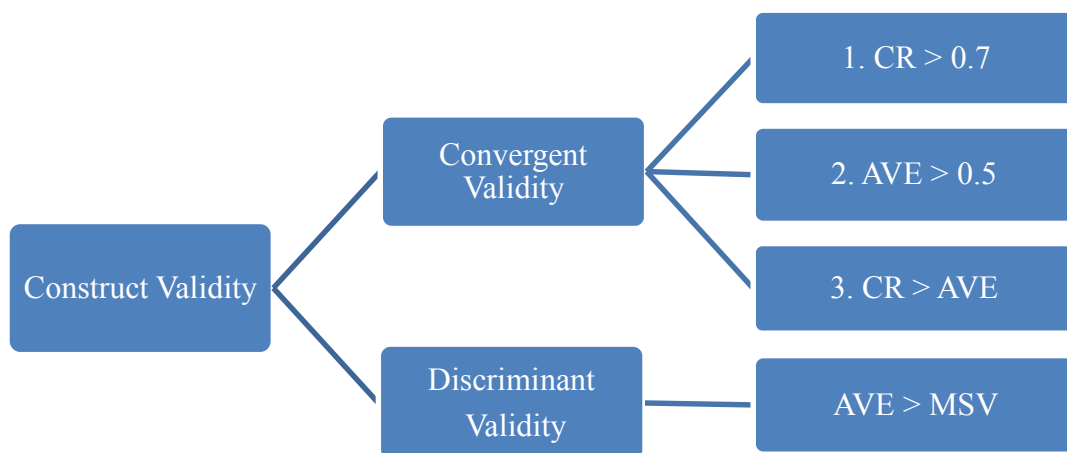 Construct Validity
Convergent
Validity
1. CR > 0.7
2. AVE > 0.5
3. CR > AVE
Discriminant
Validity
AVE > MSV